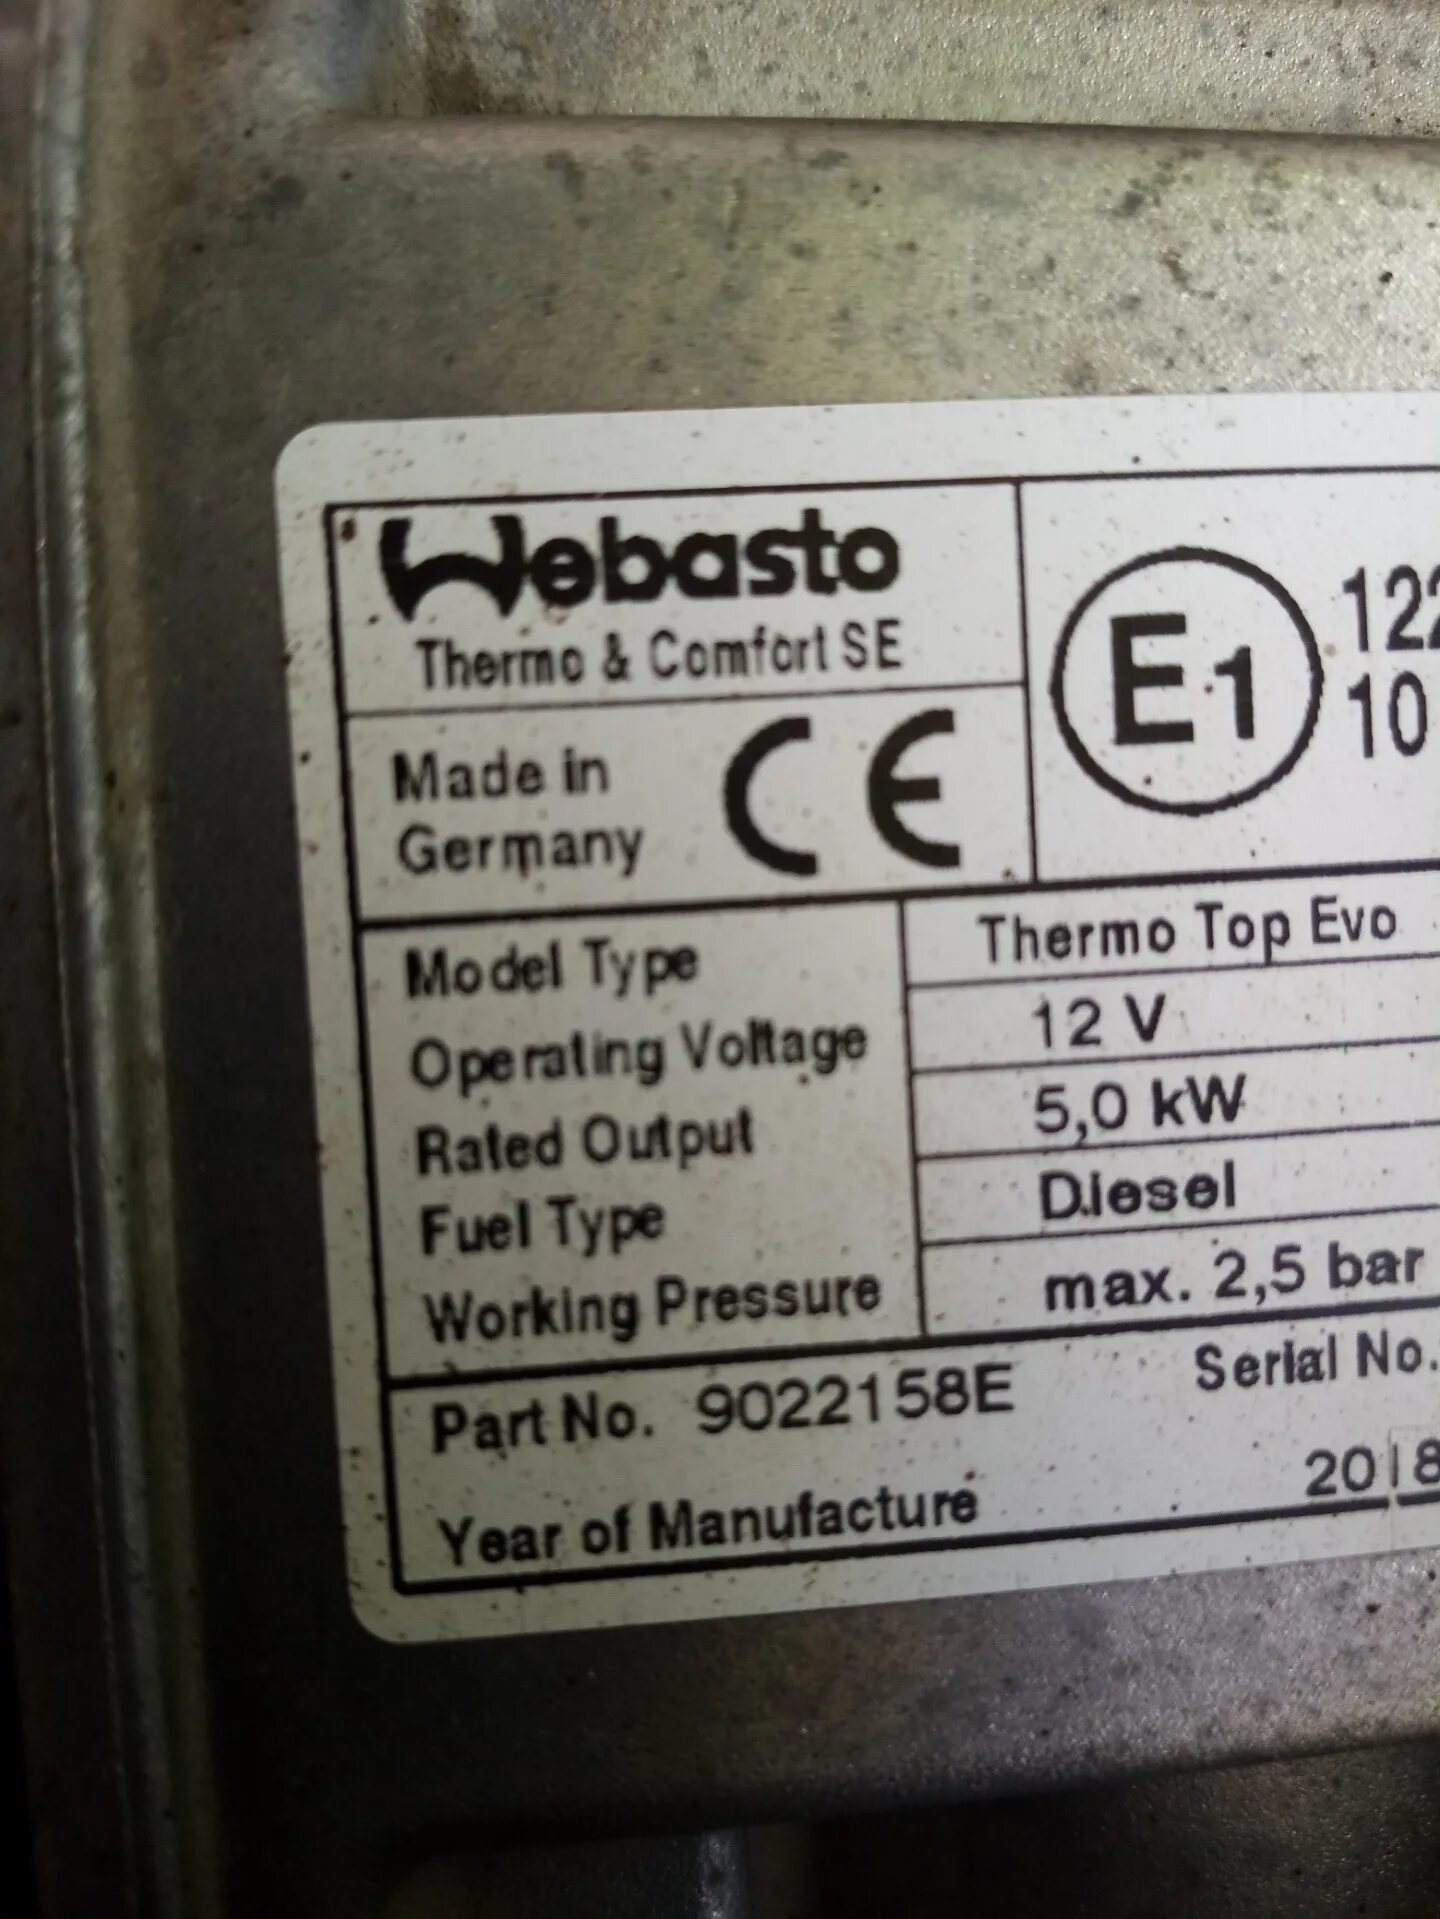 Webasto
Thermo & Comfort SE
Made in
Germany
CE
E1
10
Model Type Thermo Top Evo
Operating Voltage 12 V
Rated Output 5,0 kW
Fuel Type Diesel
Working Pressure max. 2,5 bar
Part No. 9022158E Serial No.
Year of Manufacture 20|8